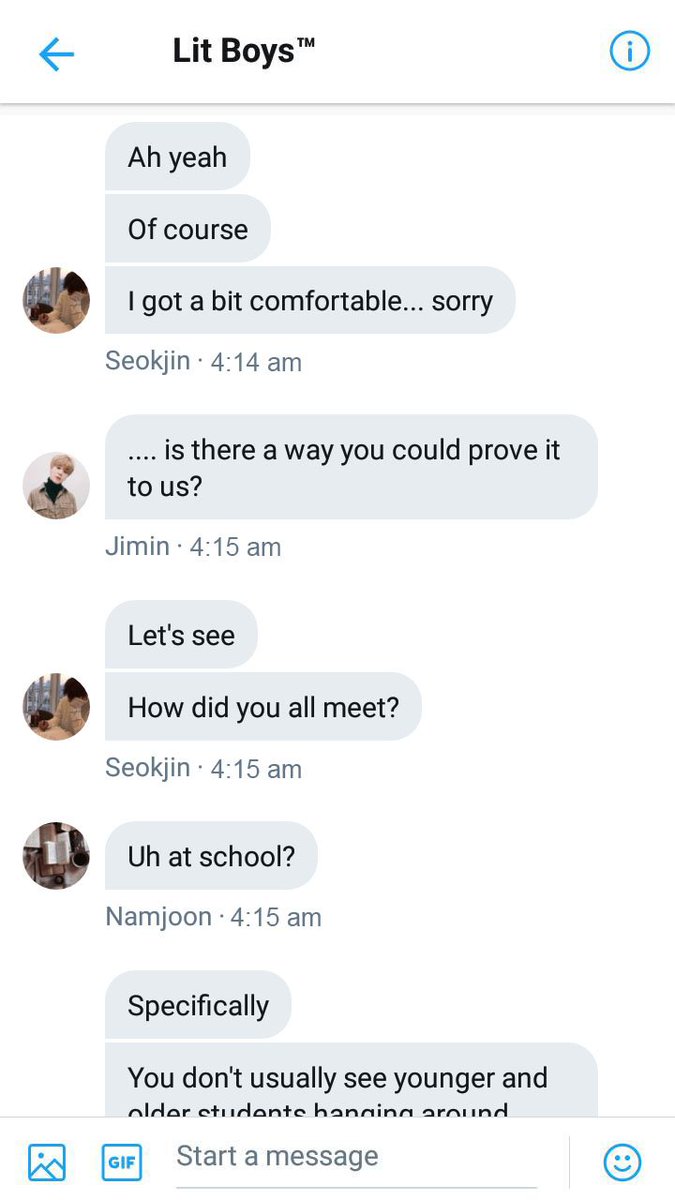 Lit Boys™
Ah yeah
Of course
I got a bit comfortable... sorry
Seokjin · 4:14 am
.... is there a way you could prove it
to us?
Jimin · 4:15 am
Let's see
How did you all meet?
Seokjin · 4:15 am
Uh at school?
Namjoon · 4:15 am
Specifically
You don't usually see younger and
older students hanging around
GIF
Start a message